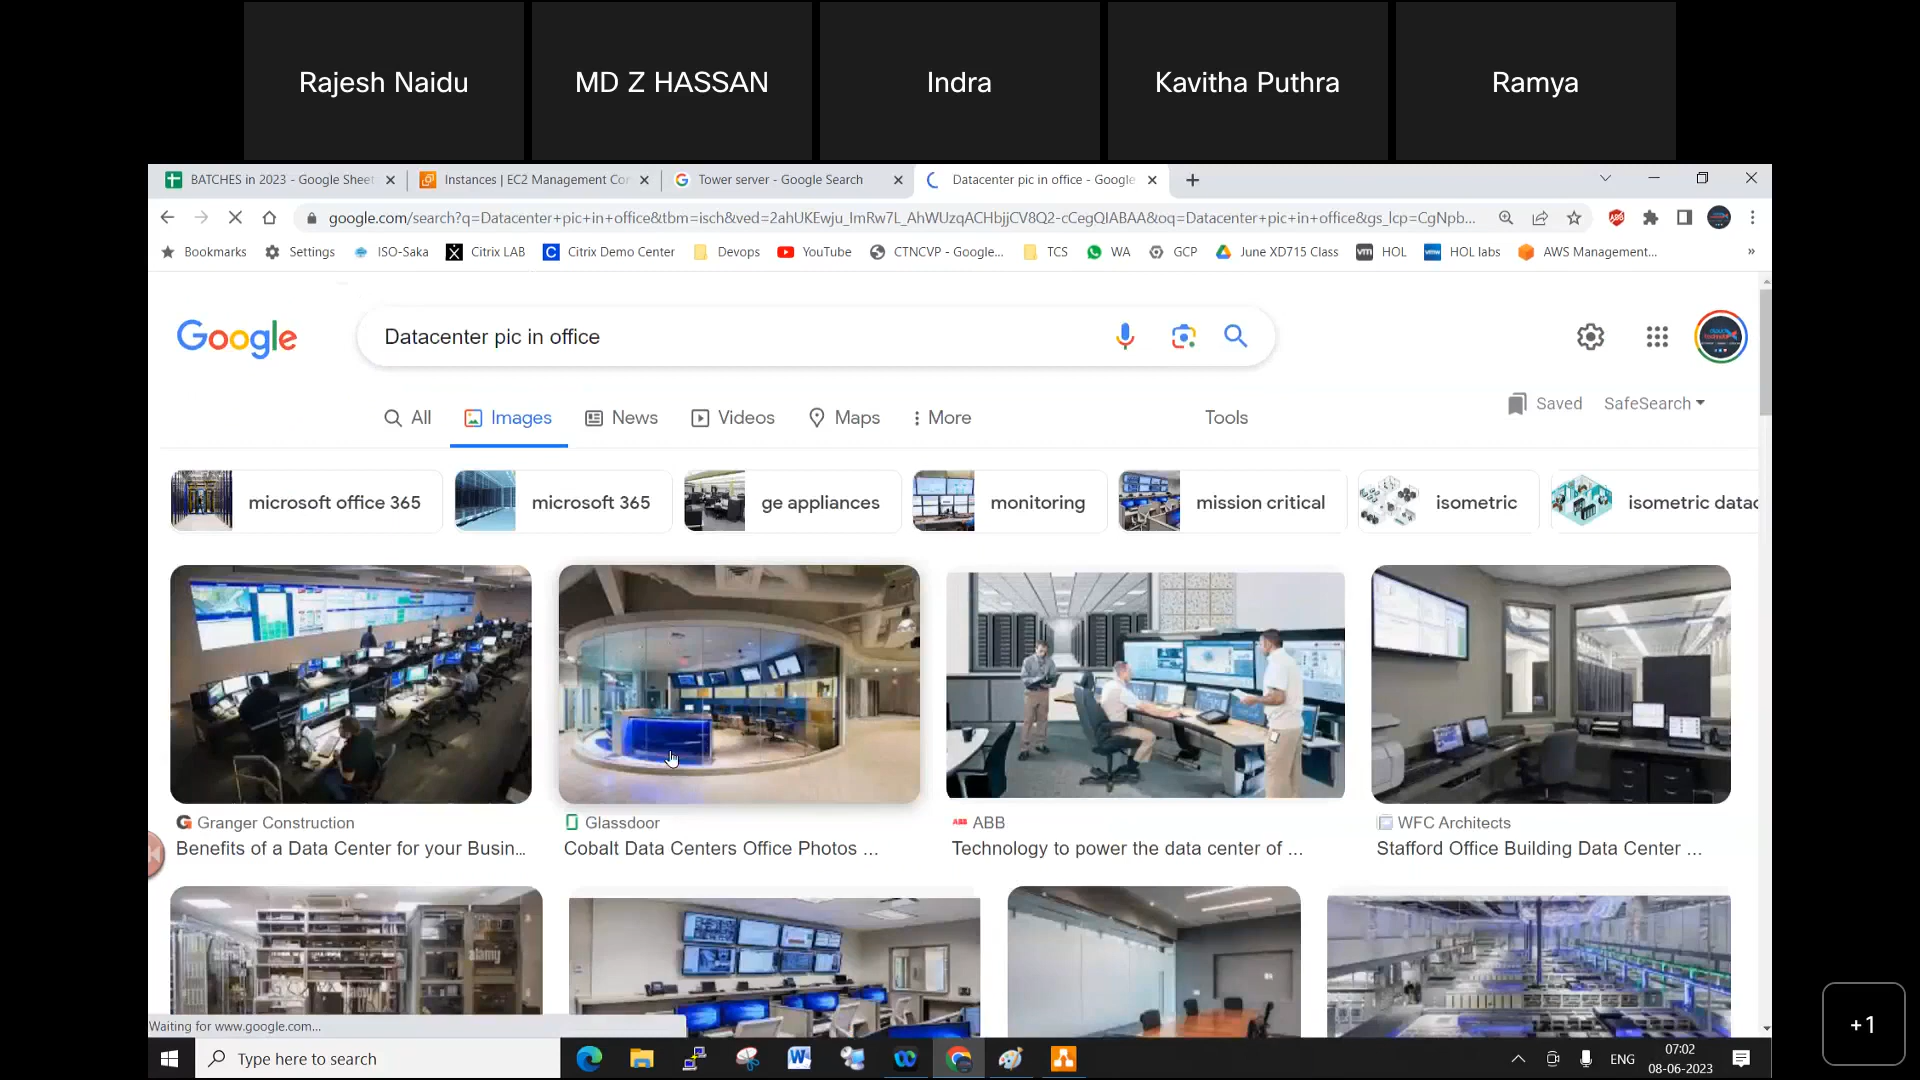 Rajesh Naidu
MD Z HASSAN
Indra
Kavitha Puthra
Ramya
BATCHES in 2023 - Google Sheet
Instances | EC2 Management Co
Tower server - Google Search
Datacenter pic in office - Google
google.com/search?q=Datacenter+pic+in+office&tbm=isch&ved=2ahUKEwju_ImRw7L_AhWUzqACHbjjCV8Q2-cCegQIABAA&oq=Datacenter+pic+in+office&gs_lcp=CgNpb...
Bookmarks
Settings
ISO-Saka
Citrix LAB
Citrix Demo Center
Devops
YouTube
CTNCVP - Google...
TCS
WA
GCP
June XD715 Class
HOL
HOL labs
AWS Management...
»
Google
Datacenter pic in office
All
Images
News
Videos
Maps
More
Tools
Saved
SafeSearch
microsoft office 365
microsoft 365
ge appliances
monitoring
mission critical
isometric
isometric datac
Granger Construction
Benefits of a Data Center for your Busin...
Glassdoor
Cobalt Data Centers Office Photos ...
ABB
Technology to power the data center of ...
WFC Architects
Stafford Office Building Data Center ...
alamy
Waiting for www.google.com...
Type here to search
ENG
07:02
08-06-2023
+1